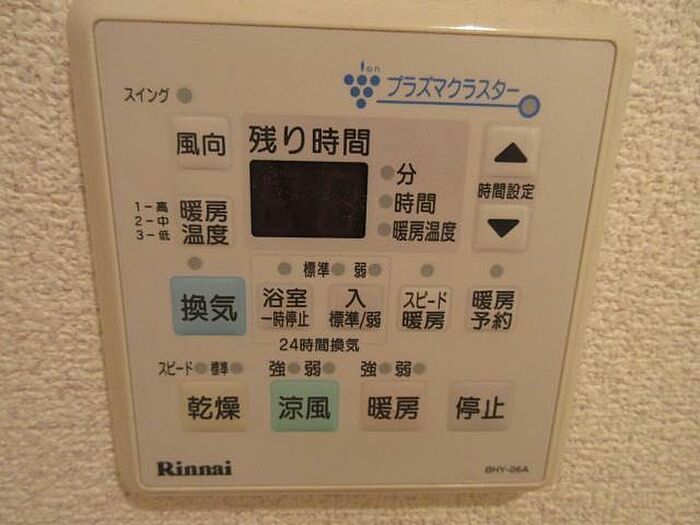 ion
プラズマクラスター
スイング
風向
残り時間
分
時間
暖房温度
時間設定
1-高
2-中
3-低
暖房
温度
標準 弱
換気
浴室
一時停止
入
標準/弱
スピード
暖房
暖房
予約
24時間換気
スピード 標準 強 弱 強 弱
乾燥
涼風
暖房
停止
Rinnai
BHY-06A